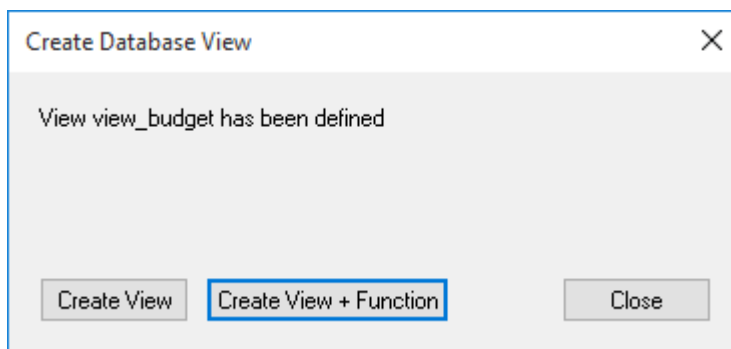 Create Database View
View view_budget has been defined
Create View
Create View + Function
Close